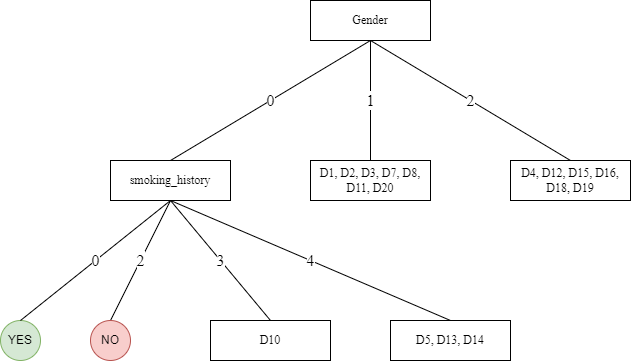 Gender
0
1
2
smoking_history
D1, D2, D3, D7, D8,
D11, D20
D4, D12, D15, D16,
D18, D19
0
2
3
4
YES
NO
D10
D5, D13, D14